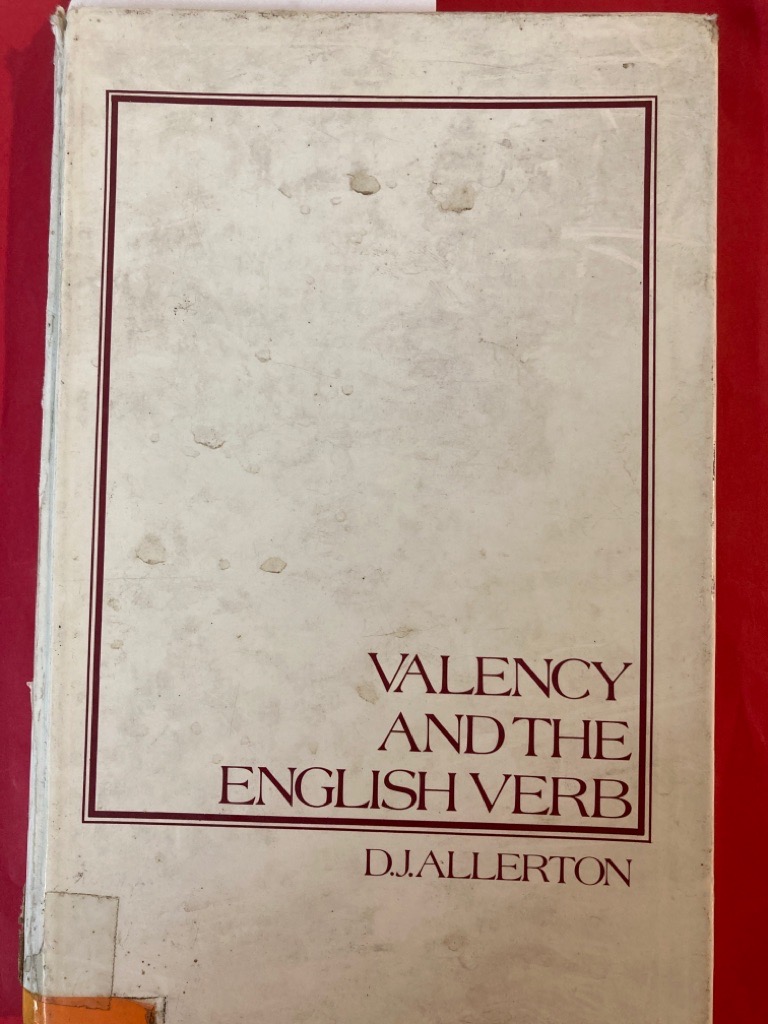 VALENCY
AND THE
ENGLISH VERB
D.J.ALLERTON